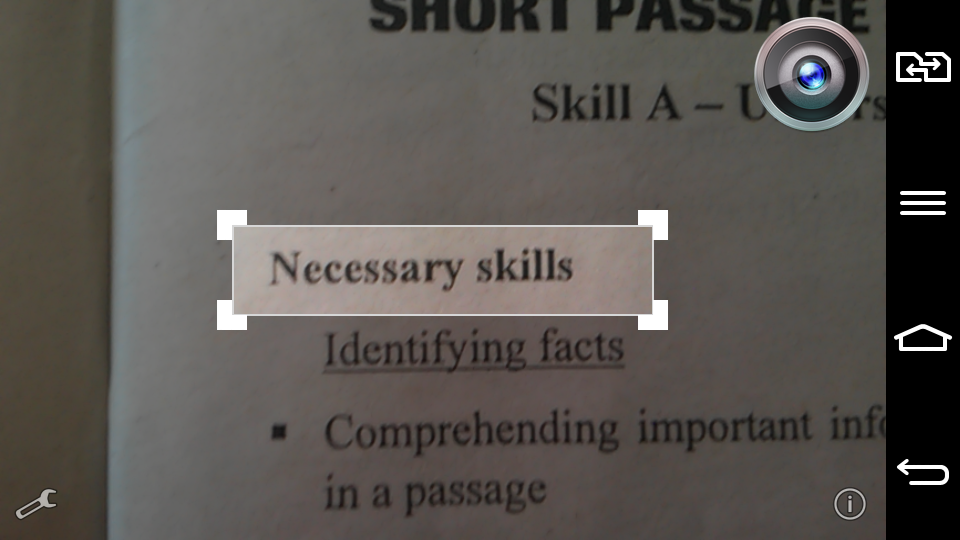 SHORT PASSAGE
Skill A –
Necessary skills
Identifying facts
▪ Comprehending important
in a passage